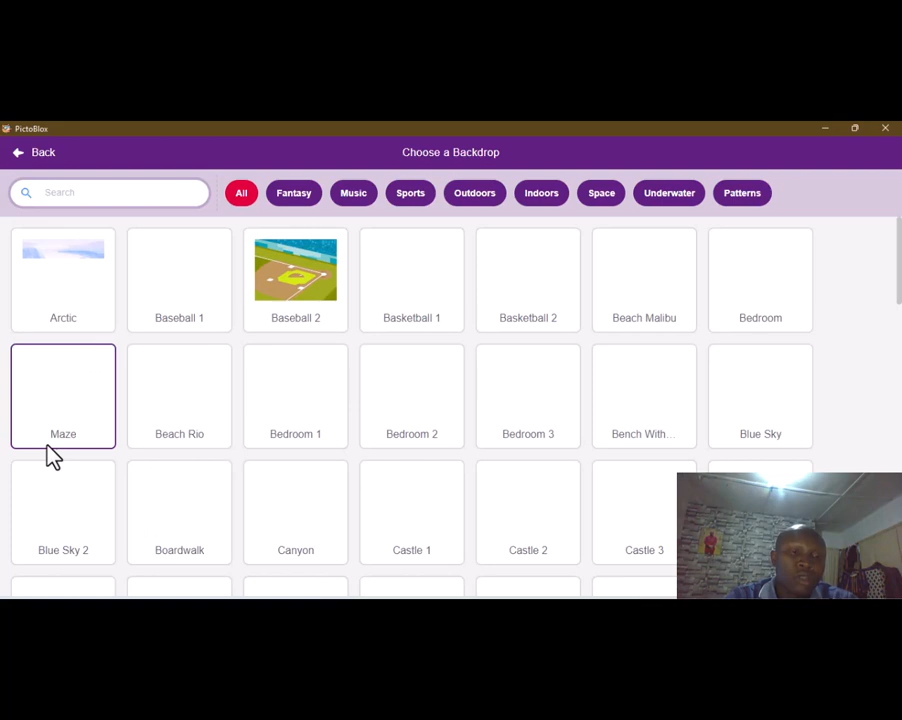 PictoBlox
Back
Choose a Backdrop
Search
All
Fantasy
Music
Sports
Outdoors
Indoors
Space
Underwater
Patterns
Arctic
Baseball 1
Baseball 2
Basketball 1
Basketball 2
Beach Malibu
Bedroom
Maze
Beach Rio
Bedroom 1
Bedroom 2
Bedroom 3
Bench With...
Blue Sky
Blue Sky 2
Boardwalk
Canyon
Castle 1
Castle 2
Castle 3